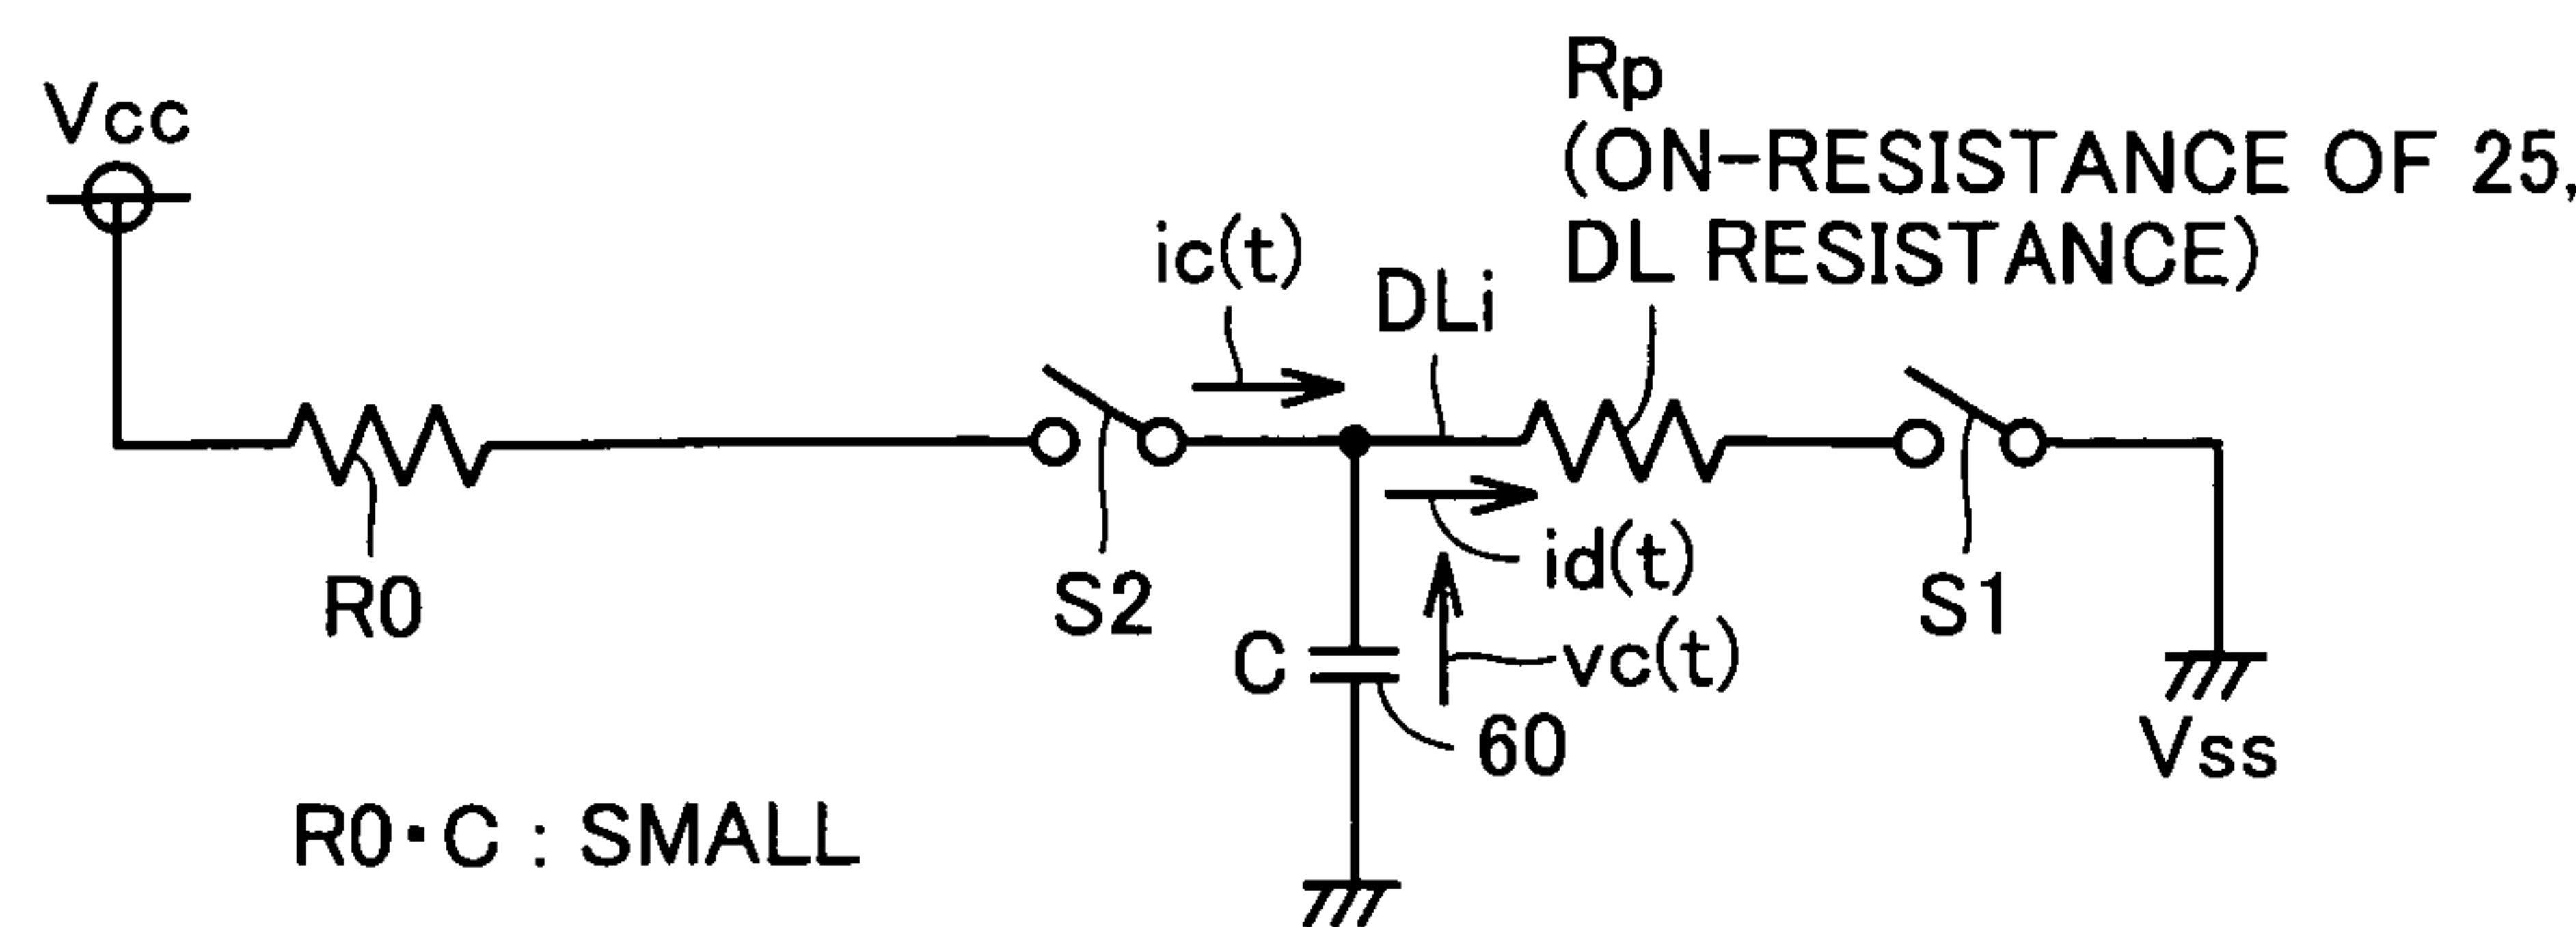 Vcc
Rp
(ON-RESISTANCE OF 25,
DL RESISTANCE)
ic(t)
DLi
R0
S2
id(t)
S1
C
vc(t)
60
Vss
R0·C : SMALL